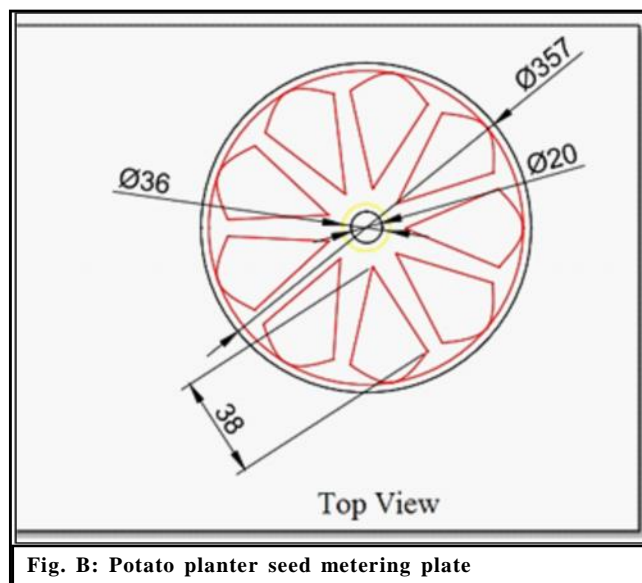 Ø357
Ø20
Ø36
38
Top View
Fig. B: Potato planter seed metering plate